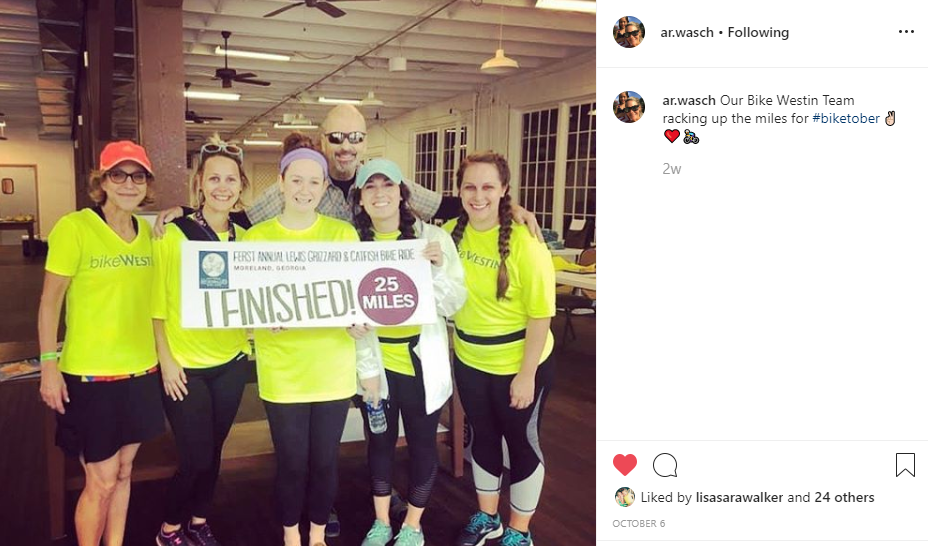 bikeWESTIN
FERST ANNUAL LEWIS GRIZZARD & CATFISH BIKE RIDE
MORELAND, GEORGIA
I FINISHED!
25
MILES
WESTIN
ar.wasch • Following
ar.wasch Our Bike Westin Team
racking up the miles for #biketober ✌🏻
❤️🚴
2w
Liked by lisasarawalker and 24 others
OCTOBER 6